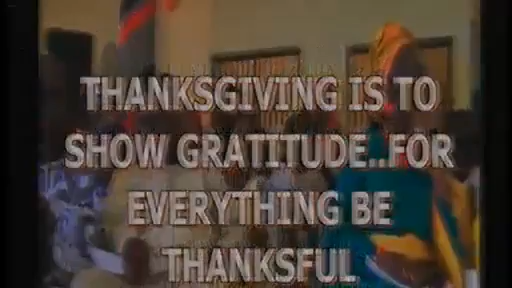 THANKSGIVING IS TO
SHOW GRATITUDE..FOR
EVERYTHING BE
THANKSFUL